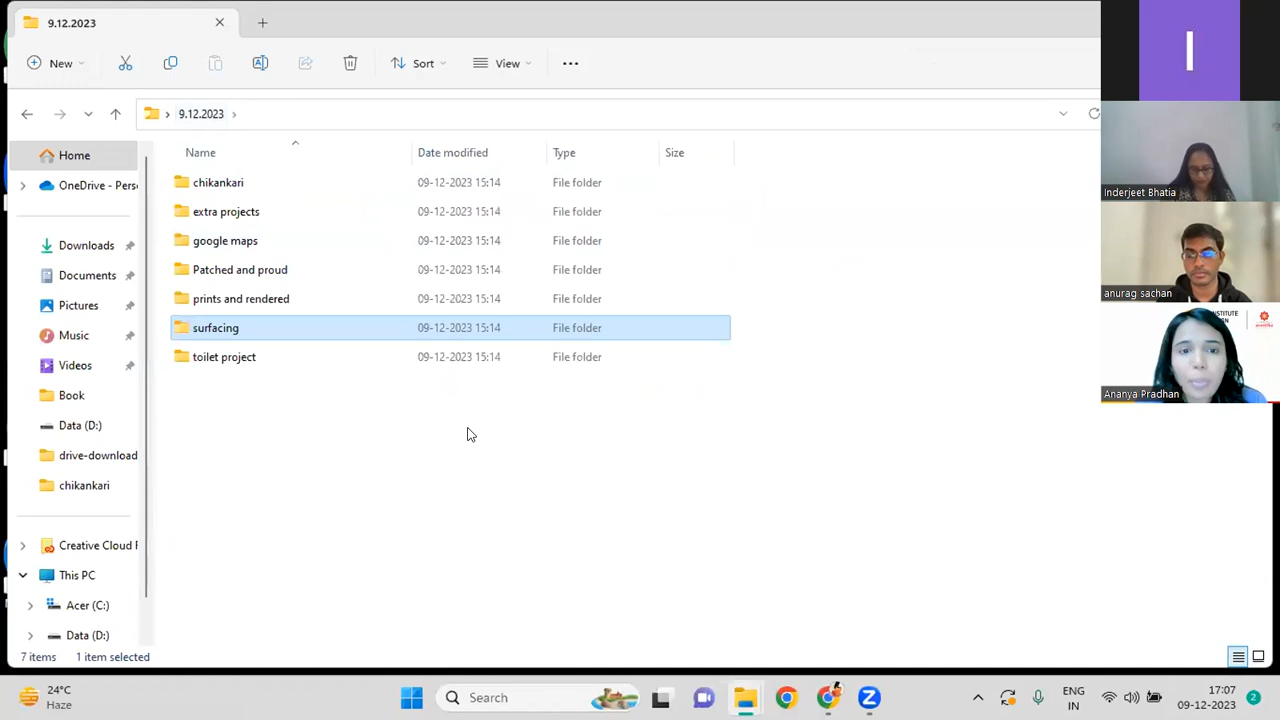 9.12.2023
New
Sort
View
9.12.2023
Name Date modified Type Size
chikankari 09-12-2023 15:14 File folder
extra projects 09-12-2023 15:14 File folder
google maps 09-12-2023 15:14 File folder
Patched and proud 09-12-2023 15:14 File folder
prints and rendered 09-12-2023 15:14 File folder
surfacing 09-12-2023 15:14 File folder
toilet project 09-12-2023 15:14 File folder
Home
OneDrive - Pers
Downloads
Documents
Pictures
Music
Videos
Book
Data (D:)
drive-download
chikankari
Creative Cloud F
This PC
Acer (C:)
Data (D:)
7 items 1 item selected
I
Inderjeet Bhatia
anurag sachan
INSTITUTE
Ananya Pradhan
24°C
Haze
Search
ENG
IN
17:07
09-12-2023
2